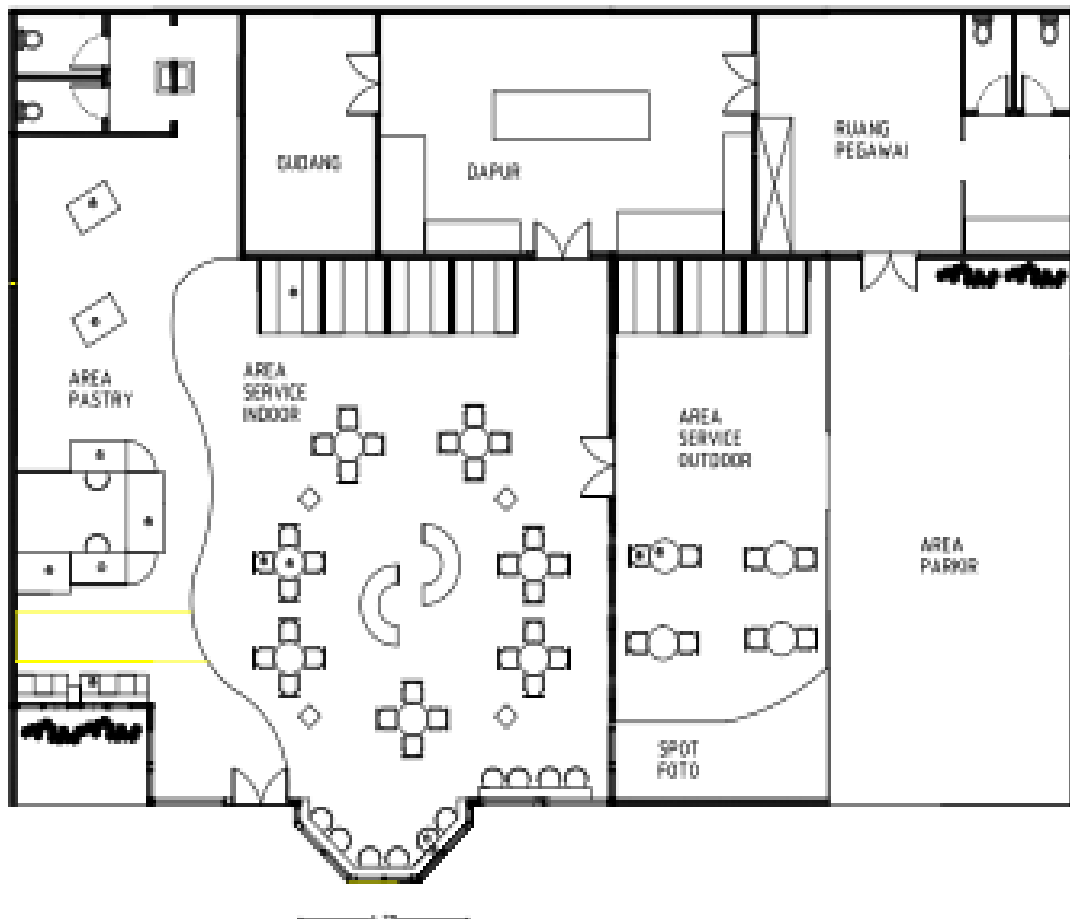 GUDANG
DAPUR
RUANG
PEGAWAI
AREA
PASTRY
AREA
SERVICE
INDOOR
AREA
SERVICE
OUTDOOR
AREA
PARKIR
SPOT
FOTO